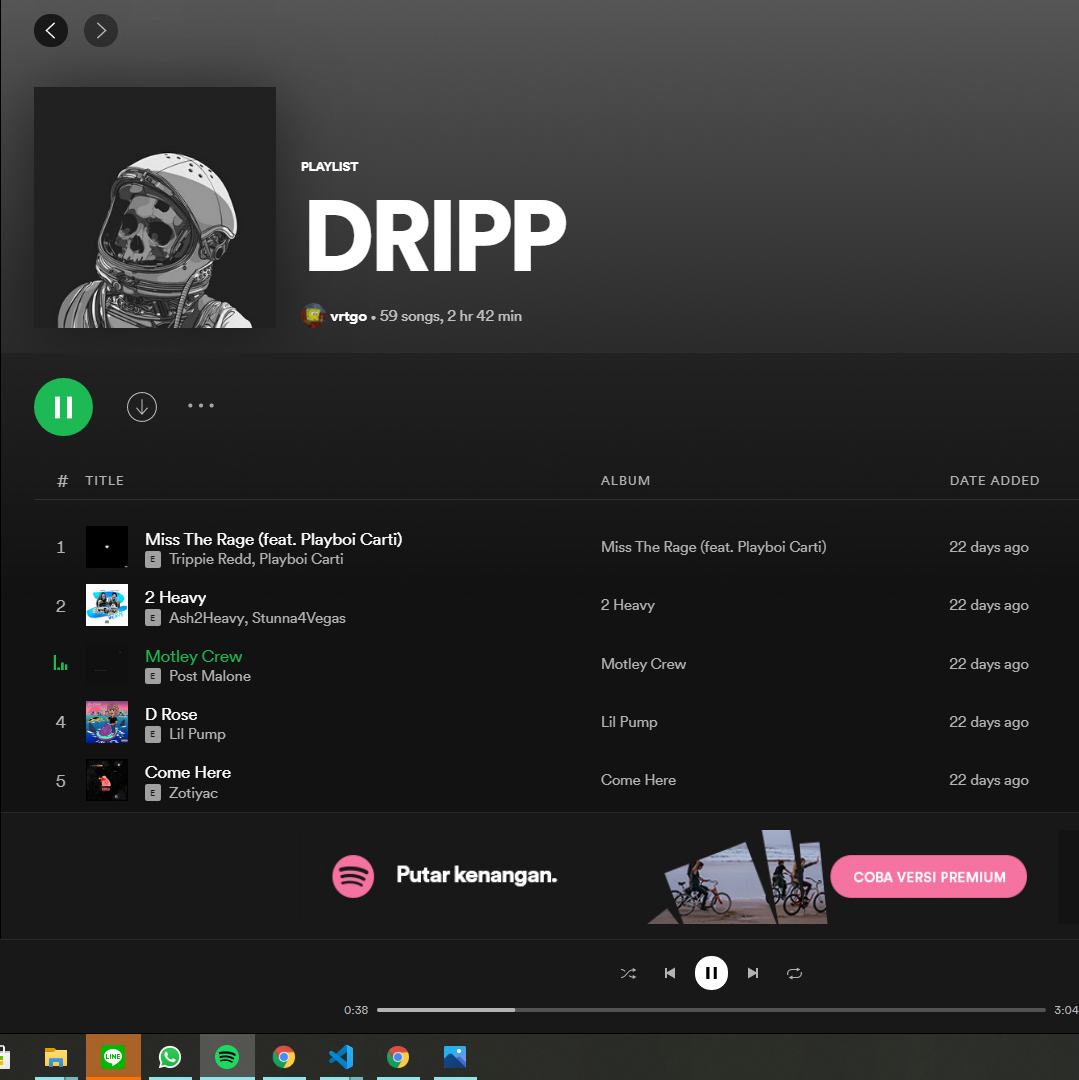 PLAYLIST
DRIPP
vrtgo • 59 songs, 2 hr 42 min
# TITLE ALBUM DATE ADDED
1 Miss The Rage (feat. Playboi Carti) Miss The Rage (feat. Playboi Carti) 22 days ago
E Trippie Redd, Playboi Carti
2 2 Heavy 2 Heavy 22 days ago
E Ash2Heavy, Stunna4Vegas
Motley Crew Motley Crew 22 days ago
E Post Malone
4 D Rose Lil Pump 22 days ago
E Lil Pump
5 Come Here Come Here 22 days ago
E Zotiyac
Putar kenangan. COBA VERSI PREMIUM
0:38 3:04
LINE